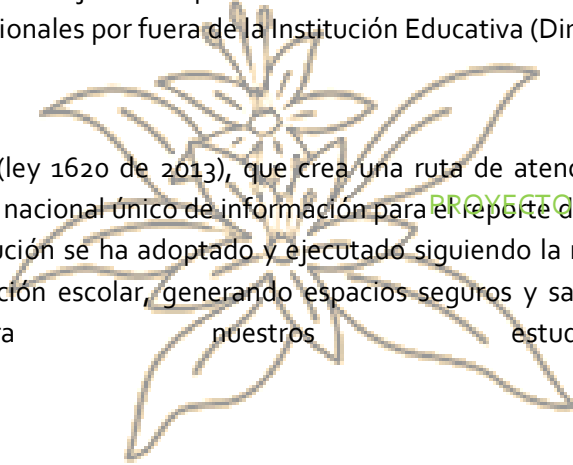 ionales por fuera de la Institución Educativa (Dir
(ley 1620 de 2013), que crea una ruta de atenc
nacional único de información para el reporte d
PROYECTO
ución se ha adoptado y ejecutado siguiendo la r
ción escolar, generando espacios seguros y sa
a nuestros estud